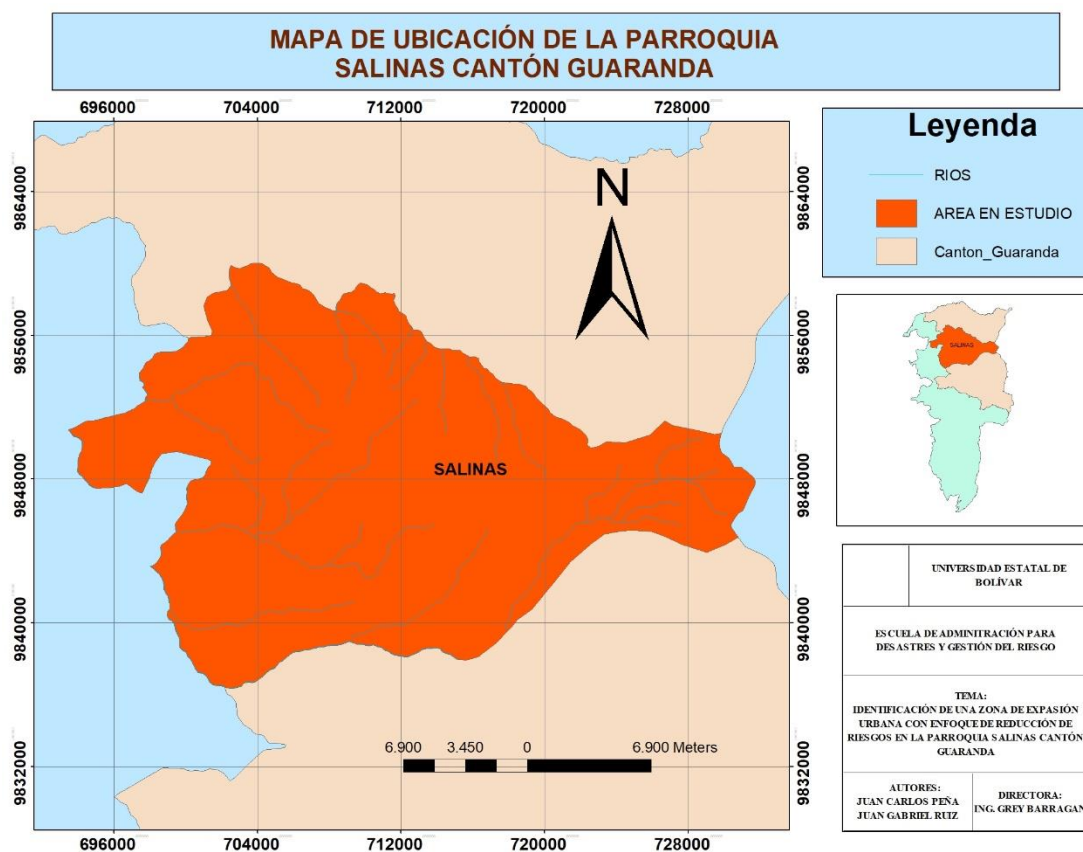 MAPA DE UBICACIÓN DE LA PARROQUIA
SALINAS CANTÓN GUARANDA
696000 704000 712000 720000 728000
Leyenda
RIOS
AREA EN ESTUDIO
Canton_Guaranda
N
9864000
9864000
9856000
9856000
SALINAS
SALINAS
9848000
9848000
9840000
9840000
9832000
9832000
6.900 3.450 0 6.900 Meters
696000 704000 712000 720000 728000
UNIVERSIDAD ESTATAL DE
BOLÍVAR
ESCUELA DE ADMINITRACIÓN PARA
DESASTRES Y GESTIÓN DEL RIESGO
TEMA:
IDENTIFICACIÓN DE UNA ZONA DE EXPASIÓN
URBANA CON ENFOQUE DE REDUCCIÓN DE
RIESGOS EN LA PARROQUIA SALINAS CANTÓN
GUARANDA
AUTORES:
JUAN CARLOS PEÑA
JUAN GABRIEL RUIZ
DIRECTORA:
ING. GREY BARRAGAN